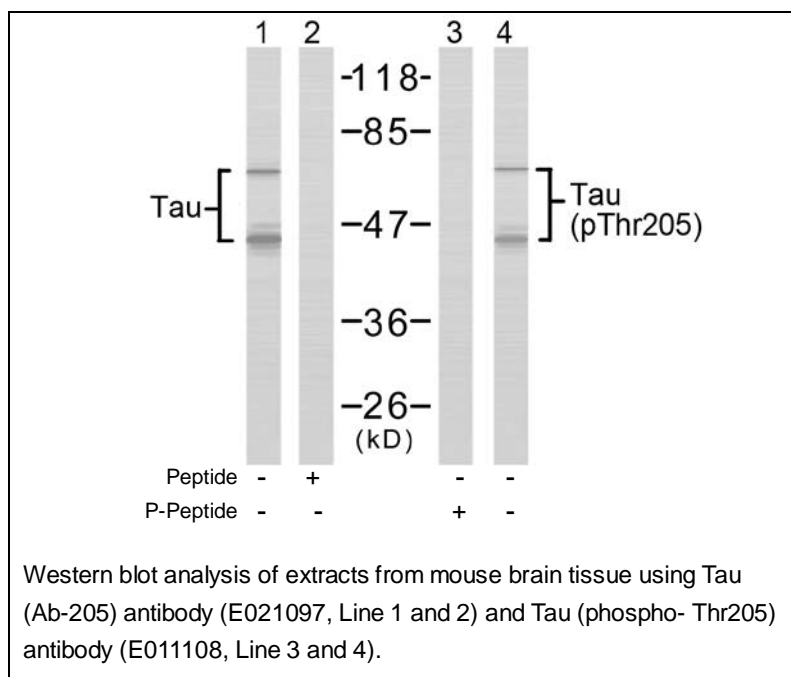 1 2 3 4
-118-
-85-
Tau
Tau
(pThr205)
-47-
-36-
-26-
(kD)
Peptide - + - -
P-Peptide - - + -
Western blot analysis of extracts from mouse brain tissue using Tau
(Ab-205) antibody (E021097, Line 1 and 2) and Tau (phospho- Thr205)
antibody (E011108, Line 3 and 4).